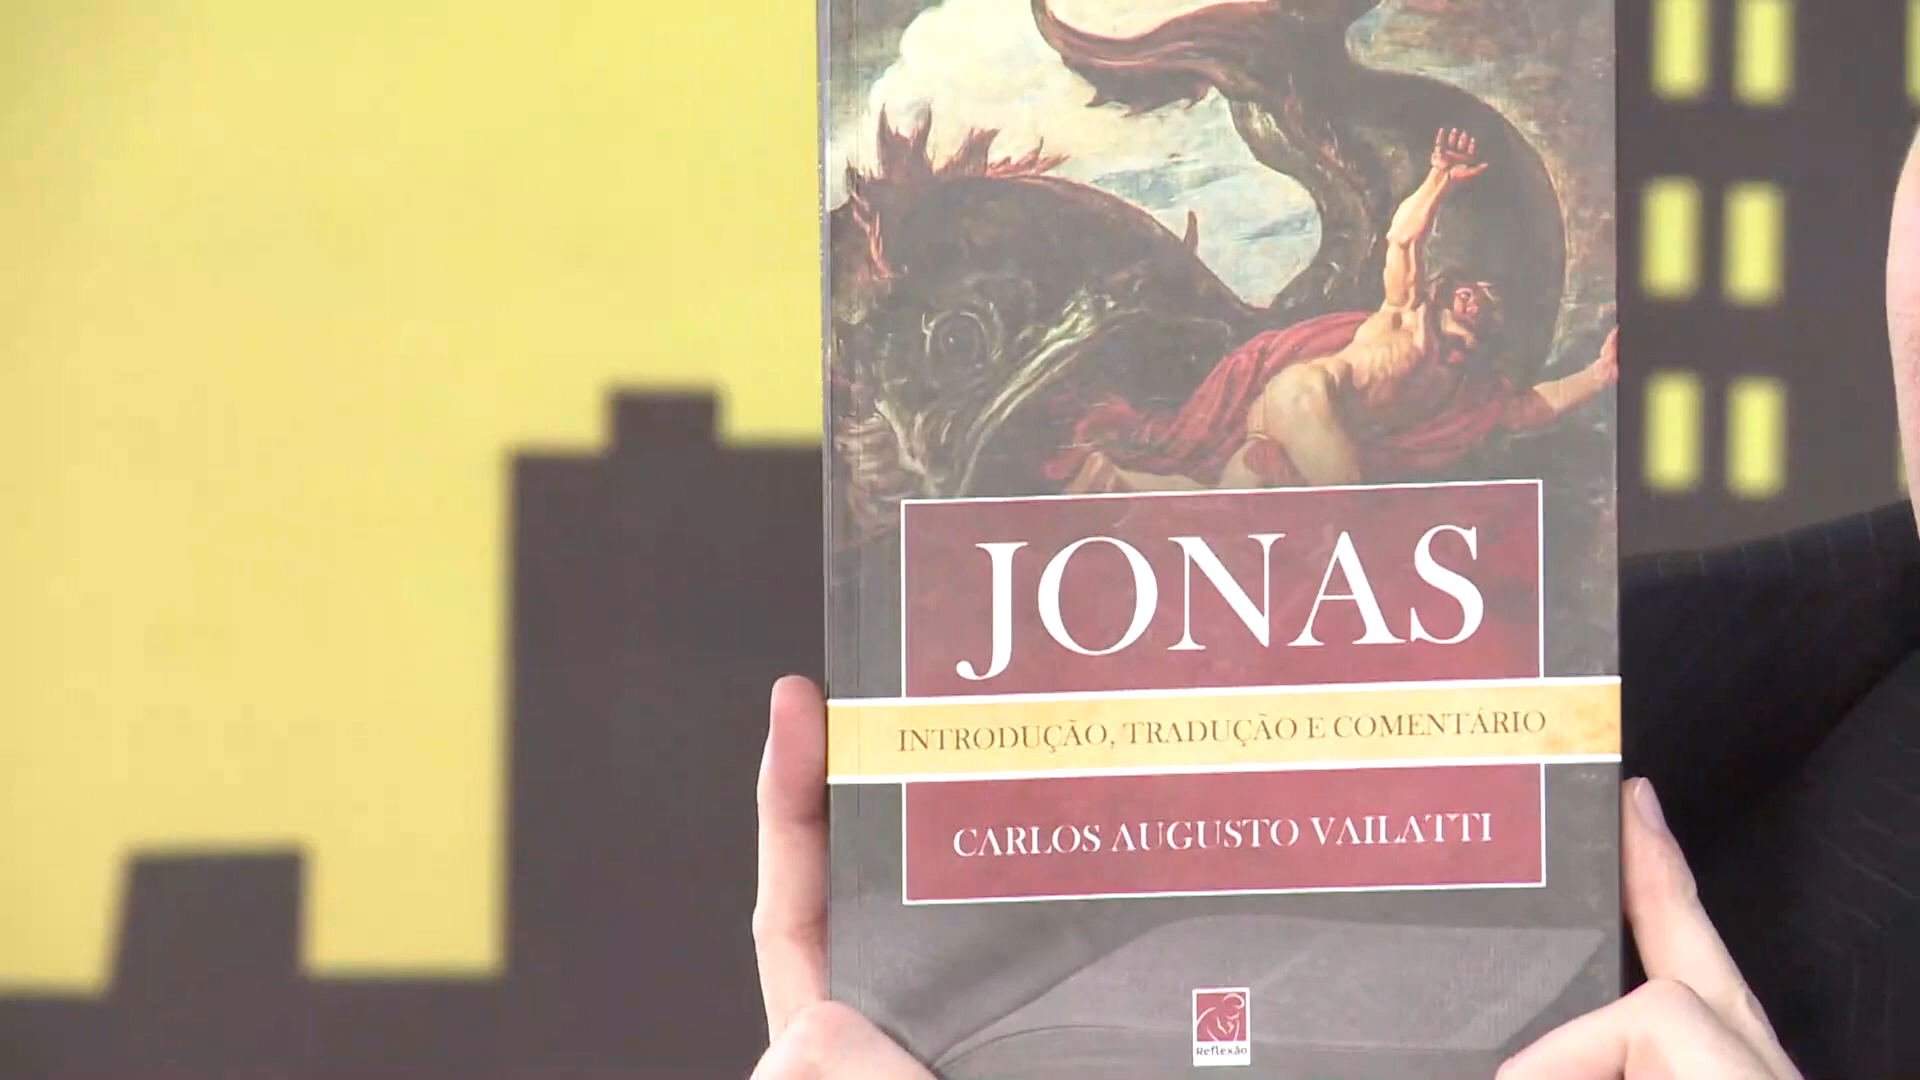 JONAS
INTRODUÇÃO, TRADUÇÃO E COMENTÁRIO
CARLOS AUGUSTO VAILATTI
Reflexão